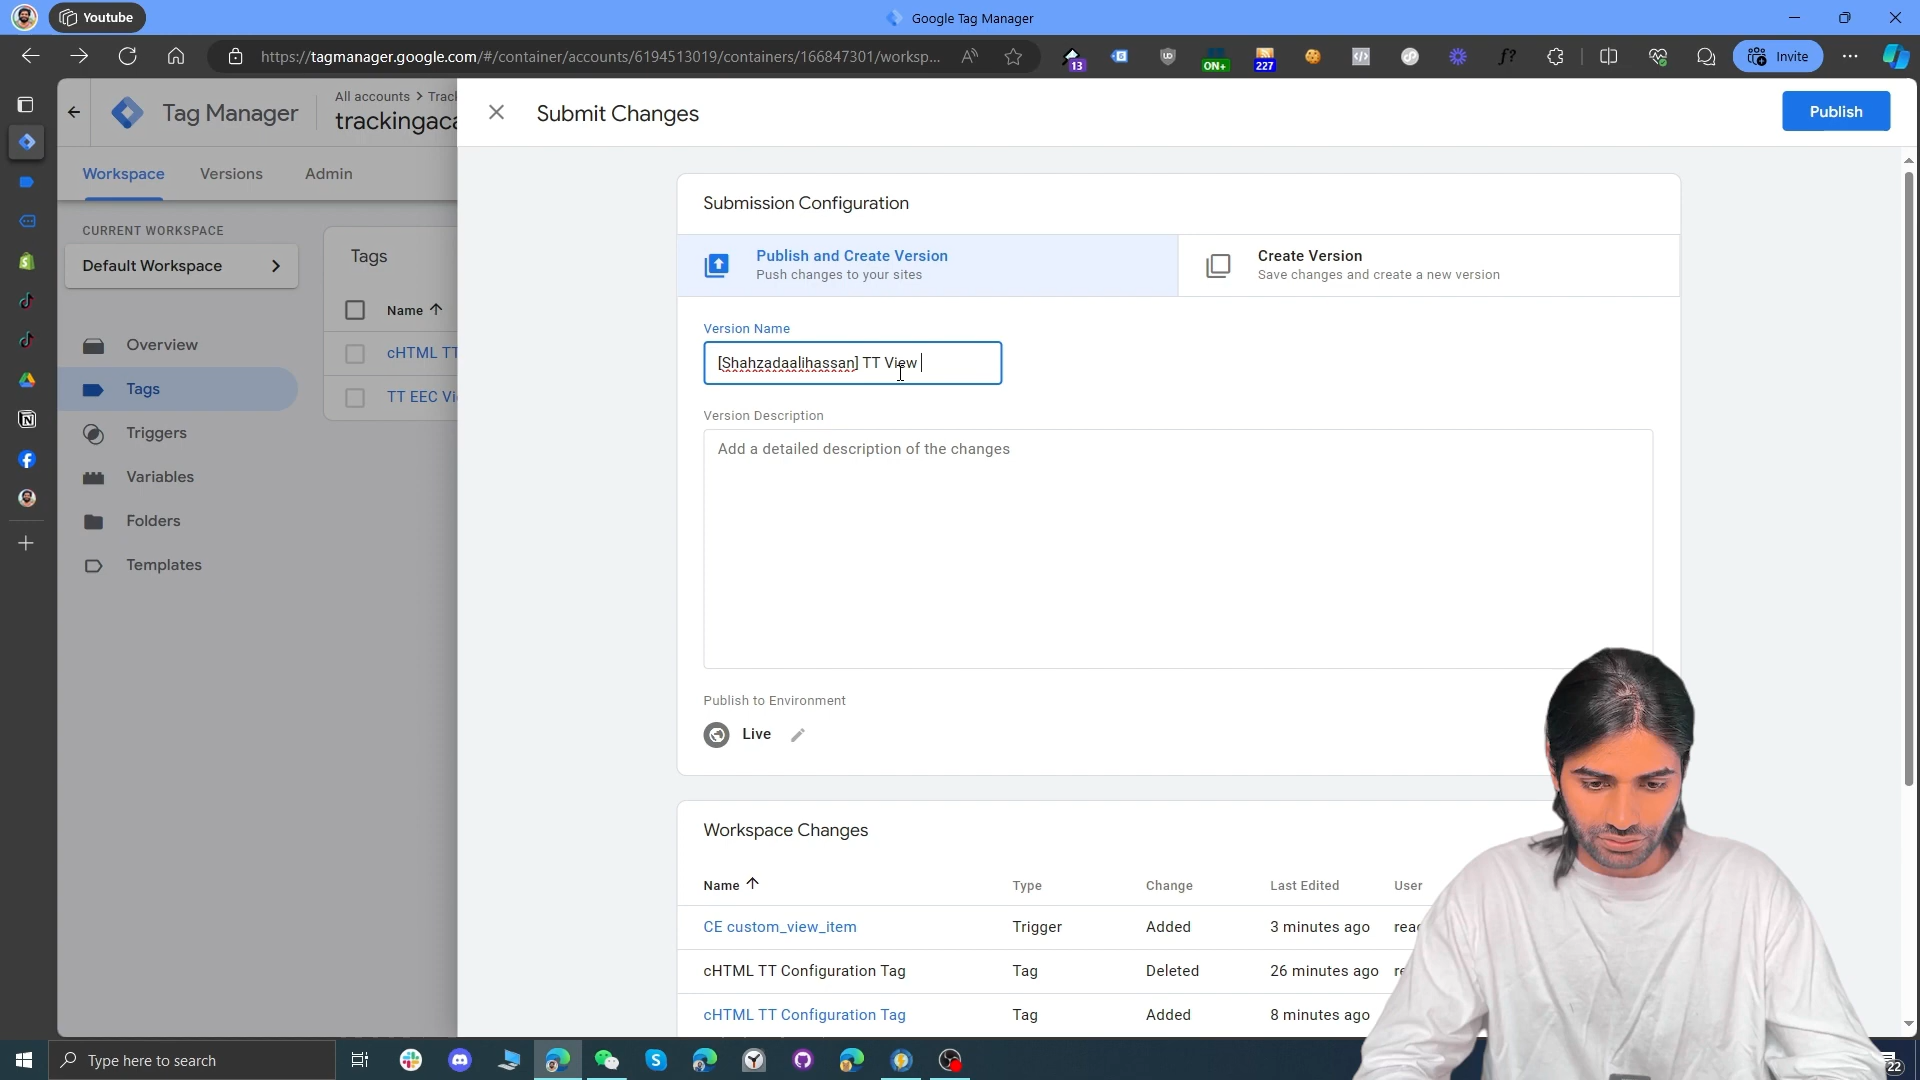 Youtube
Google Tag Manager
https://tagmanager.google.com/#/container/accounts/6194513019/containers/166847301/worksp...
13
ON+
227
Invite
Tag Manager
All accounts > Trac
trackingaca
Submit Changes
Publish
Workspace
Versions
Admin
CURRENT WORKSPACE
Default Workspace
Overview
Tags
Triggers
Variables
Folders
Templates
Tags
Name
cHTML TT
TT EEC Vi
Submission Configuration
Publish and Create Version
Push changes to your sites
Create Version
Save changes and create a new version
Version Name
[Shahzadaalihassan] TT View
Version Description
Add a detailed description of the changes
Publish to Environment
Live
Workspace Changes
Name Type Change Last Edited User
CE custom_view_item Trigger Added 3 minutes ago
cHTML TT Configuration Tag Tag Deleted 26 minutes ago
cHTML TT Configuration Tag Tag Added 8 minutes ago
Type here to search
22